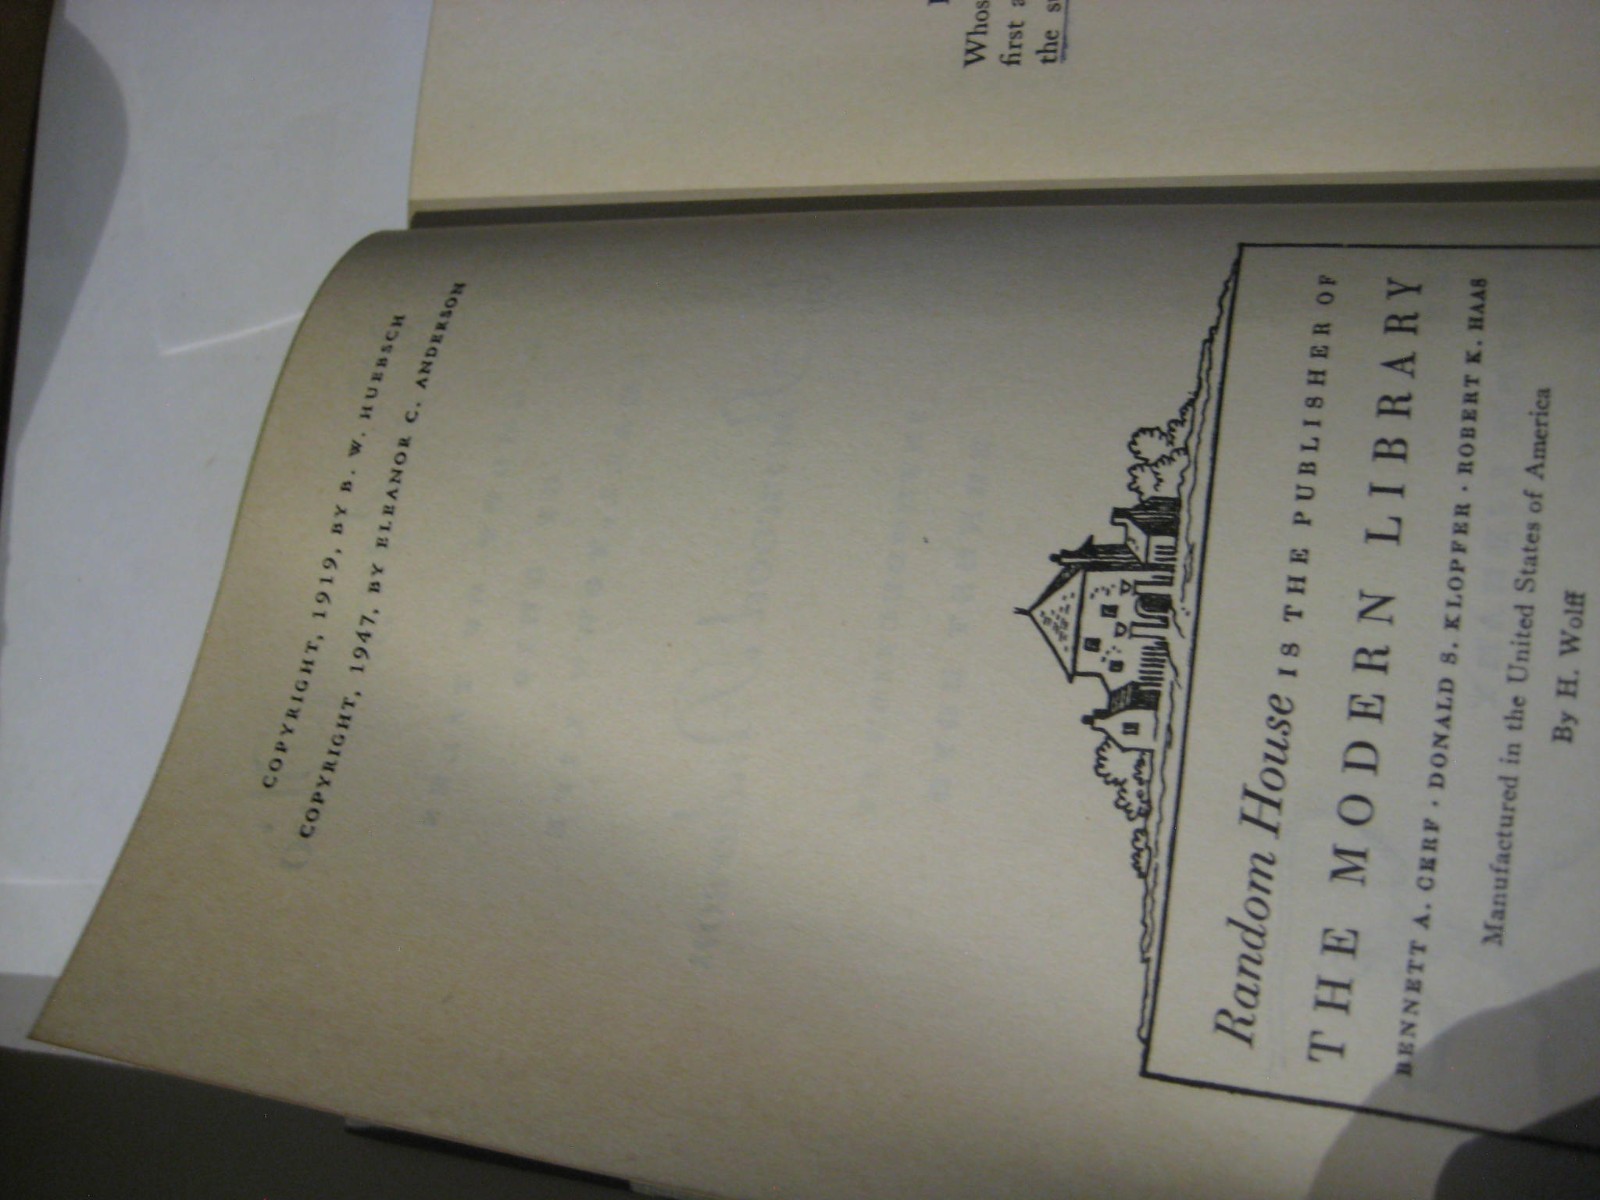 COPYRIGHT, 1919, BY B. W. HUEBSCH
COPYRIGHT, 1947, BY ELEANOR C. ANDERSON
Random House IS THE PUBLISHER OF
THE MODERN LIBRARY
BENNETT A. CERF · DONALD S. KLOPFER · ROBERT K. HAAS
Manufactured in the United States of America
By H. Wolff
first
the